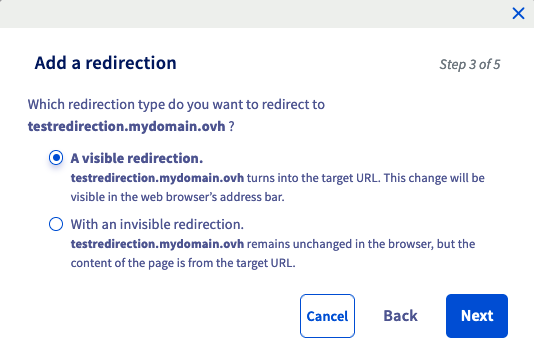 Add a redirection
Step 3 of 5
Which redirection type do you want to redirect to
testredirection.mydomain.ovh ?
A visible redirection.
testredirection.mydomain.ovh turns into the target URL. This change will be
visible in the web browser's address bar.
With an invisible redirection.
testredirection.mydomain.ovh remains unchanged in the browser, but the
content of the page is from the target URL.
Cancel
Back
Next